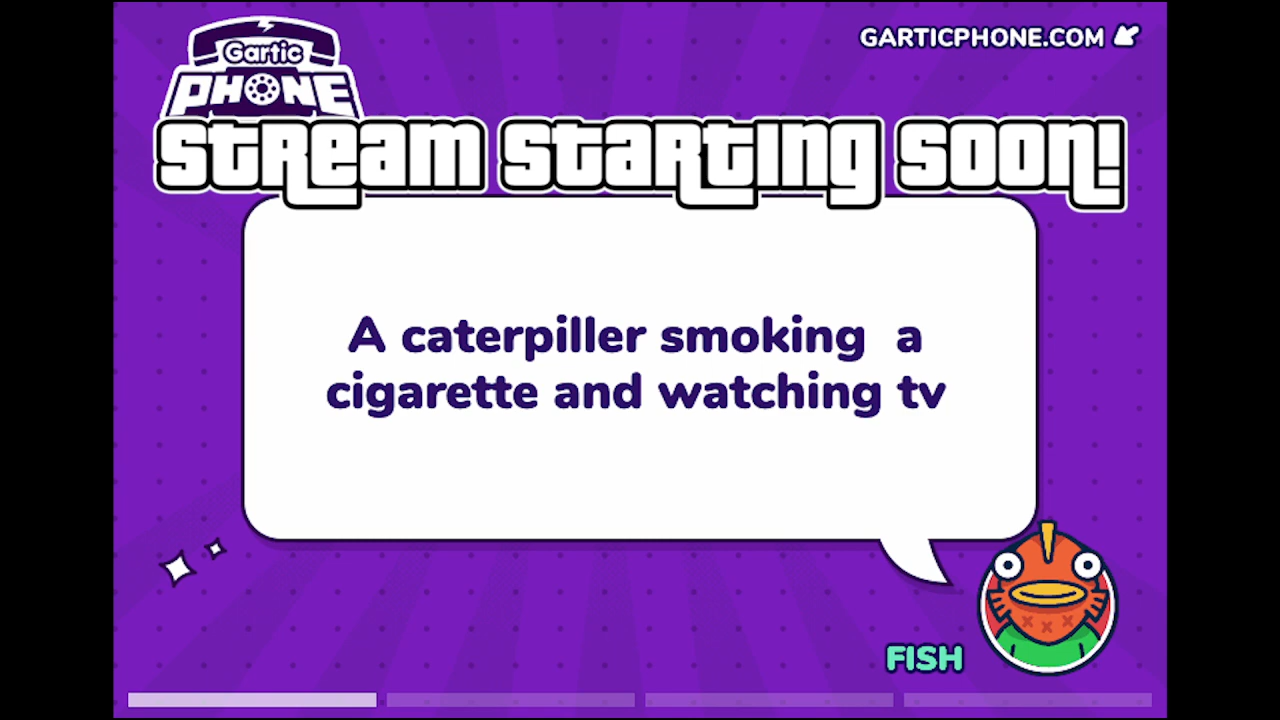 Gartic
PHONE
GARTICPHONE.COM
STREAM STARTING SOON!
A caterpiller smoking  a
cigarette and watching tv
FISH